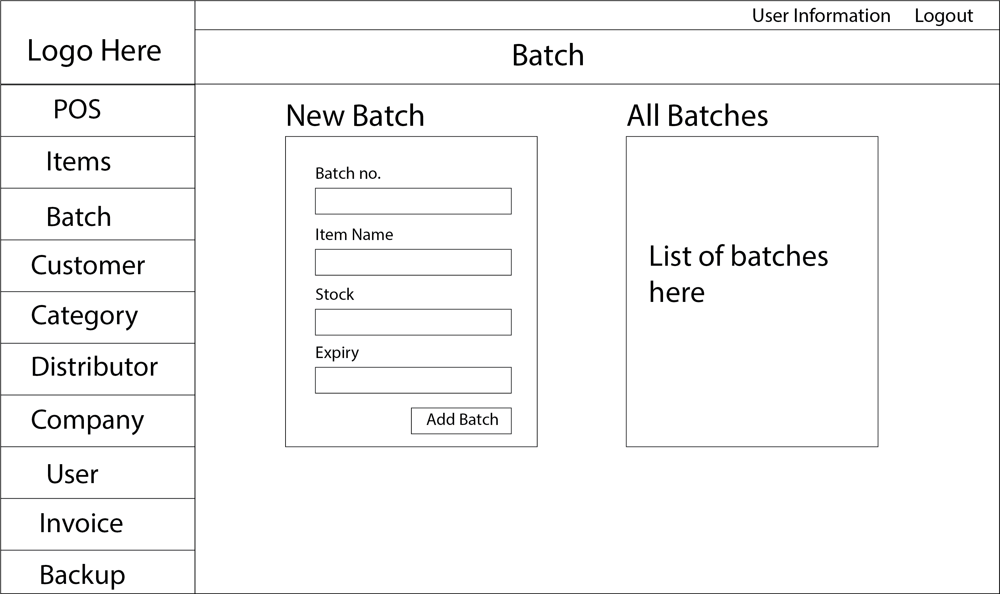 User Information
Logout
Logo Here
Batch
POS
Items
Batch
Customer
Category
Distributor
Company
User
Invoice
Backup
New Batch
Batch no.
Item Name
Stock
Expiry
Add Batch
All Batches
List of batches
here